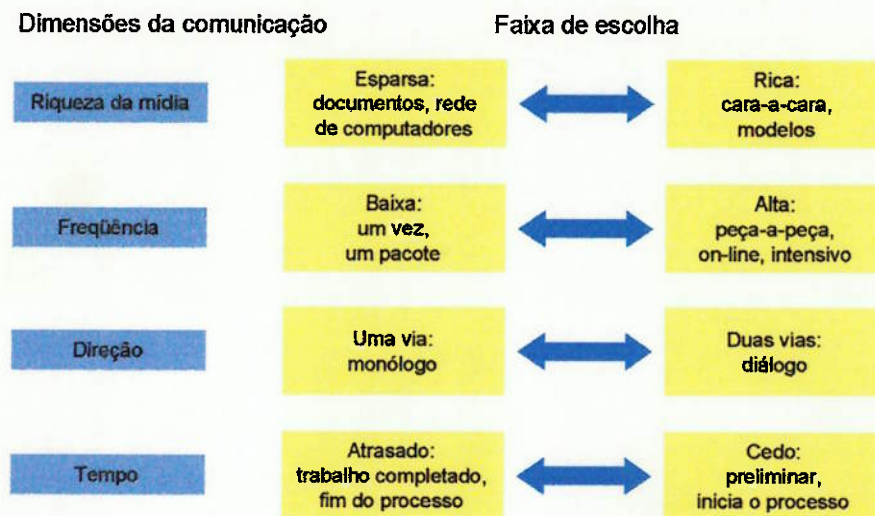 Dimensões da comunicação
Faixa de escolha
Riqueza da mídia
Esparsa:
documentos, rede
de computadores
Rica:
cara-a-cara,
modelos
Freqüência
Baixa:
um vez,
um pacote
Alta:
peça-a-peça,
on-line, intensivo
Direção
Uma via:
monólogo
Duas vias:
diálogo
Tempo
Atrasado:
trabalho completado,
fim do processo
Cedo:
preliminar,
inicia o processo